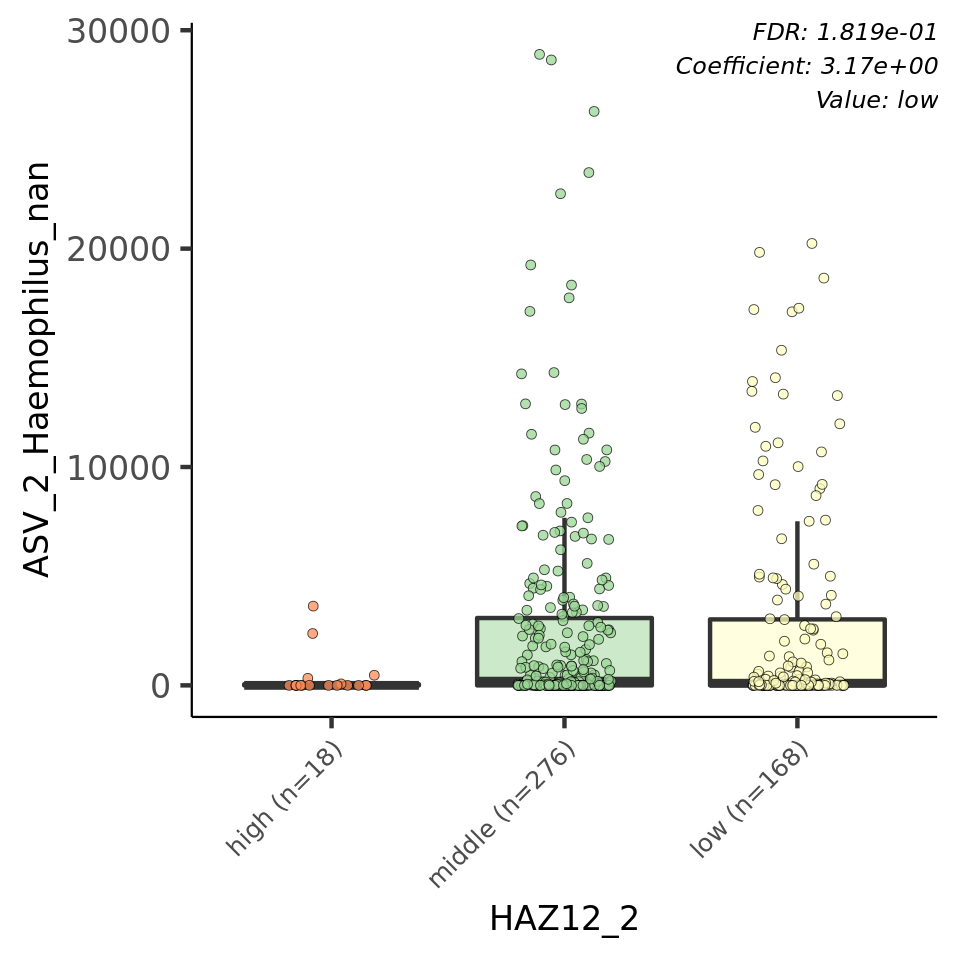 FDR: 1.819e-01
Coefficient: 3.17e+00
Value: low
ASV_2_Haemophilus_nan
30000
20000
10000
0
high (n=18)
middle (n=276)
low (n=168)
HAZ12_2